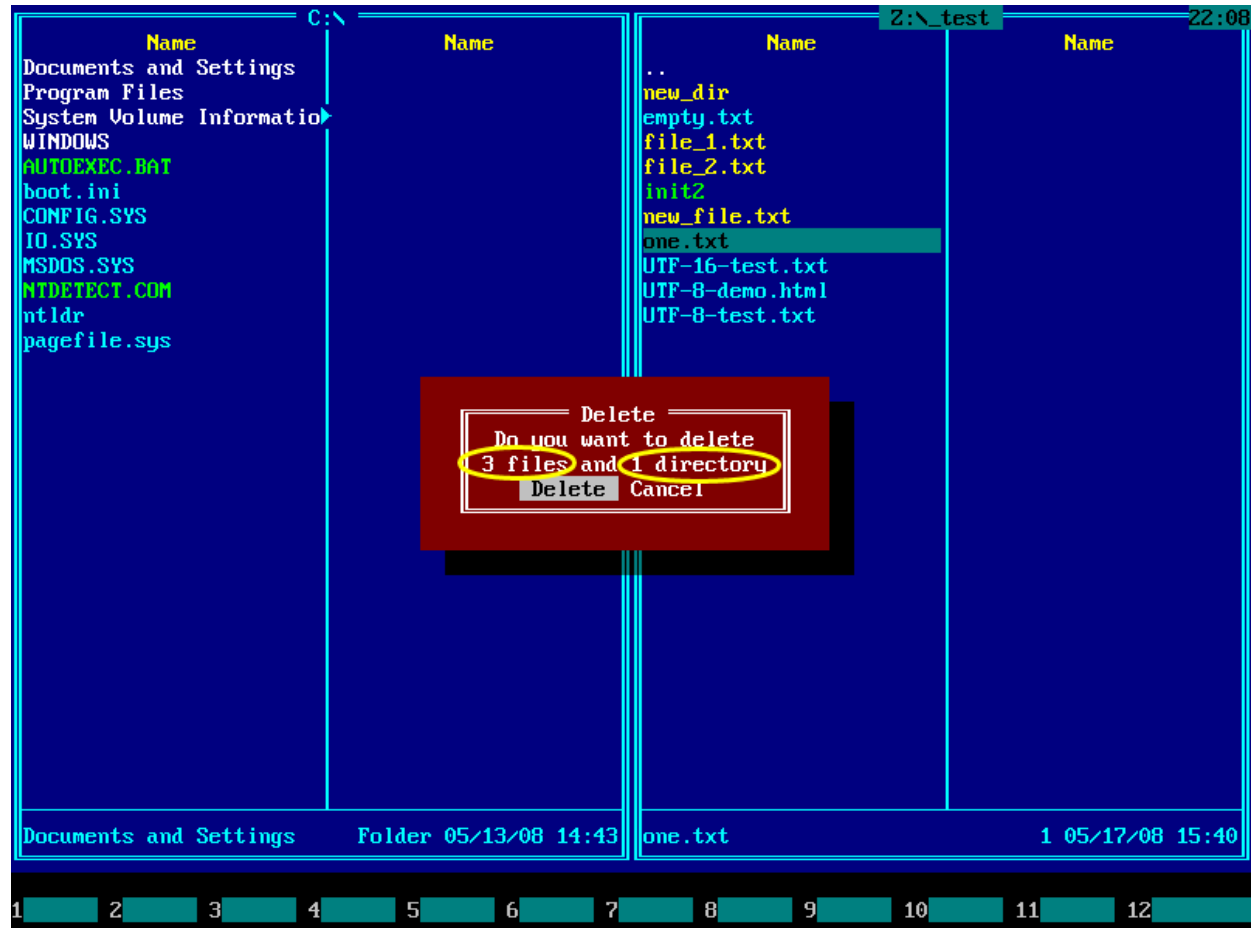 C:\
Name
Name
Documents and Settings
Program Files
System Volume Informatio
WINDOWS
AUTOEXEC.BAT
boot.ini
CONFIG.SYS
IO.SYS
MSDOS.SYS
NTDETECT.COM
ntldr
pagefile.sys
Documents and Settings Folder 05/13/08 14:43
Z:\_test 22:08
Name
Name
..
new_dir
empty.txt
file_1.txt
file_2.txt
init2
new_file.txt
one.txt
UTF-16-test.txt
UTF-8-demo.html
UTF-8-test.txt
one.txt 1 05/17/08 15:40
Delete
Do you want to delete
3 files and 1 directory
Delete Cancel
1 2 3 4 5 6 7 8 9 10 11 12